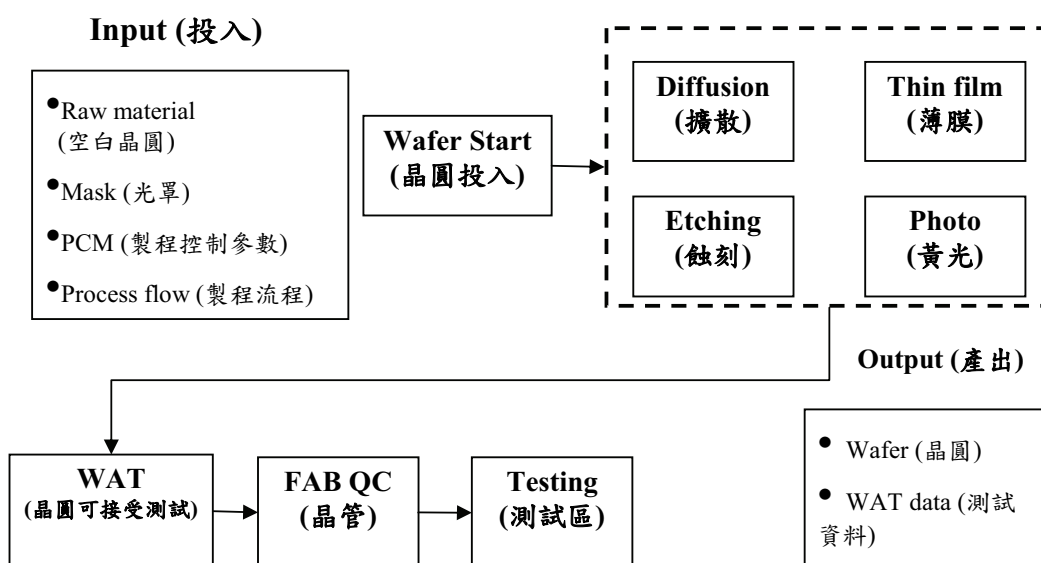 Input (投入)
●Raw material
(空白晶圓)
●Mask (光罩)
●PCM (製程控制參數)
●Process flow (製程流程)
Wafer Start
(晶圓投入)
Diffusion
(擴散)
Thin film
(薄膜)
Etching
(蝕刻)
Photo
(黃光)
Output (產出)
● Wafer (晶圓)
● WAT data (測試
資料)
WAT
(晶圓可接受測試)
FAB QC
(晶管)
Testing
(測試區)